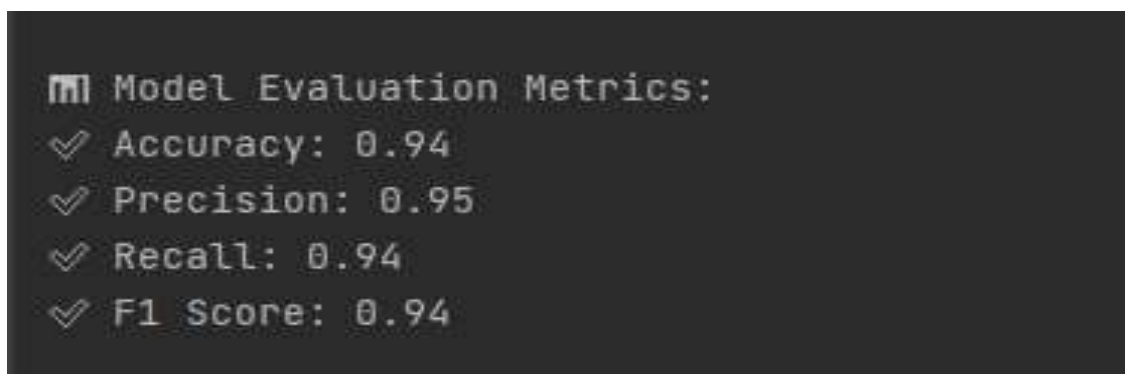 📊 Model Evaluation Metrics:
✅ Accuracy: 0.94
✅ Precision: 0.95
✅ Recall: 0.94
✅ F1 Score: 0.94